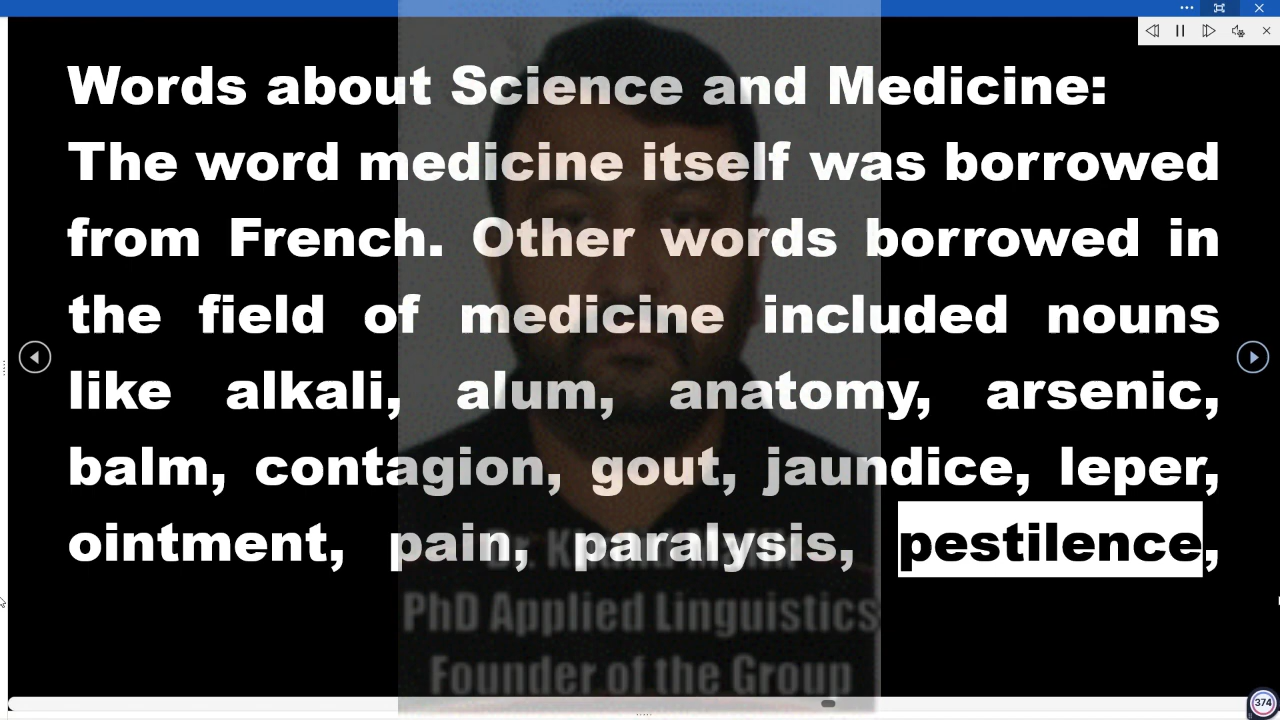 Words about Science and Medicine:
The word medicine itself was borrowed
from French. Other words borrowed in
the field of medicine included nouns
like alkali, alum, anatomy, arsenic,
balm, contagion, gout, jaundice, leper,
ointment, pain, paralysis, pestilence,
Dr.
PhD Applied Linguistics
Founder of the Group
374